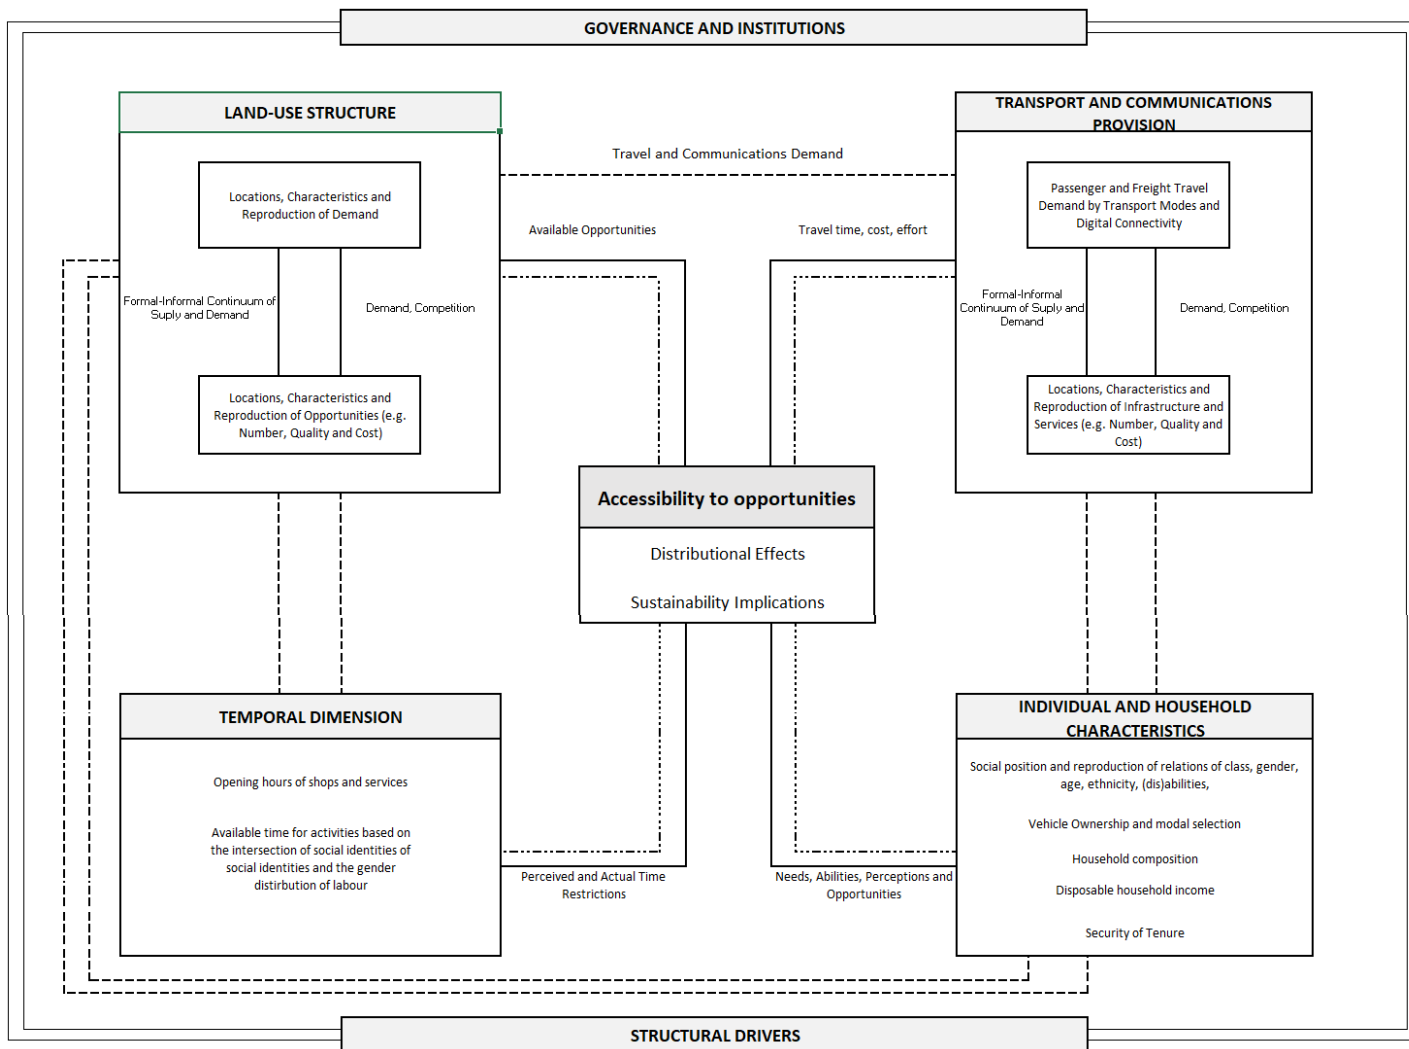 GOVERNANCE AND INSTITUTIONS
LAND-USE STRUCTURE
TRANSPORT AND COMMUNICATIONS
PROVISION
Travel and Communications Demand
Locations, Characteristics and
Reproduction of Demand
Passenger and Freight Travel
Demand by Transport Modes and
Digital Connectivity
Available Opportunities
Travel time, cost, effort
Formal-Informal Continuum of
Suply and Demand
Demand, Competition
Formal-Informal
Continuum of Suply and
Demand
Demand, Competition
Locations, Characteristics and
Reproduction of Opportunities (e.g.
Number, Quality and Cost)
Locations, Characteristics and
Reproduction of Infrastructure and
Services (e.g. Number, Quality and
Cost)
Accessibility to opportunities
Distributional Effects
Sustainability Implications
TEMPORAL DIMENSION
Opening hours of shops and services
Available time for activities based on
the intersection of social identities of
social identities and the gender
distirbution of labour
INDIVIDUAL AND HOUSEHOLD
CHARACTERISTICS
Social position and reproduction of relations of class, gender,
age, ethnicity, (dis)abilities,
Vehicle Ownership and modal selection
Household composition
Disposable household income
Security of Tenure
Perceived and Actual Time
Restrictions
Needs, Abilities, Perceptions and
Opportunities
STRUCTURAL DRIVERS